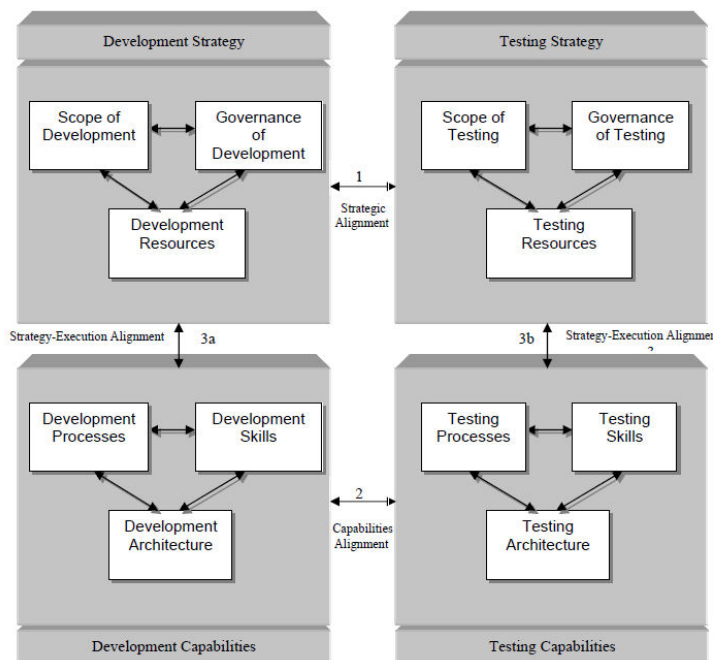 Development Strategy
Testing Strategy
Scope of
Development
Governance
of
Development
Development
Resources
Scope of
Testing
Governance
of Testing
Testing
Resources
1
Strategic
Alignment
Strategy-Execution Alignment
3a
3b
Strategy-Execution Alignment
Development
Processes
Development
Skills
Development
Architecture
Testing
Processes
Testing
Skills
Testing
Architecture
2
Capabilities
Alignment
Development Capabilities
Testing Capabilities